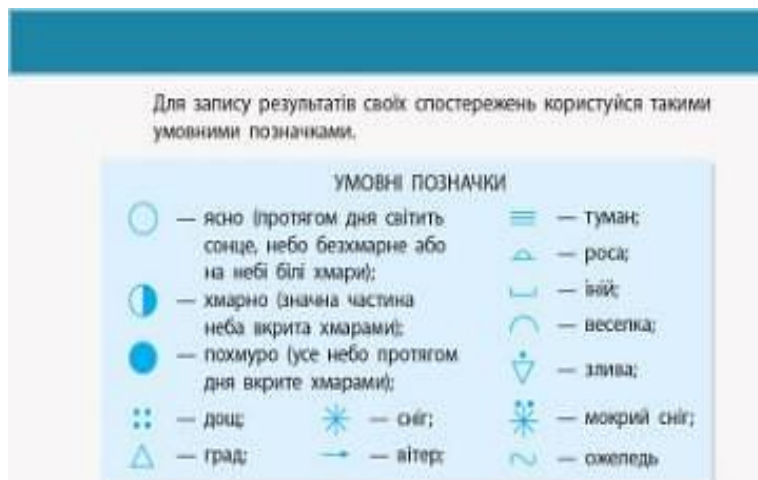 Для запису результатів своїх спостережень користуйся такими
умовними позначками.
УМОВНІ ПОЗНАЧКИ
— ясно (протягом дня світить
сонце, небо безхмарне або
на небі білі хмари);
— хмарно (значна частина
неба вкрита хмарами);
— похмуро (усе небо протягом
дня вкрите хмарами);
— дощ;
— град;
— сніг;
— вітер;
— туман;
— роса;
— іній;
— веселка;
— злива;
— мокрий сніг;
— ожеледь